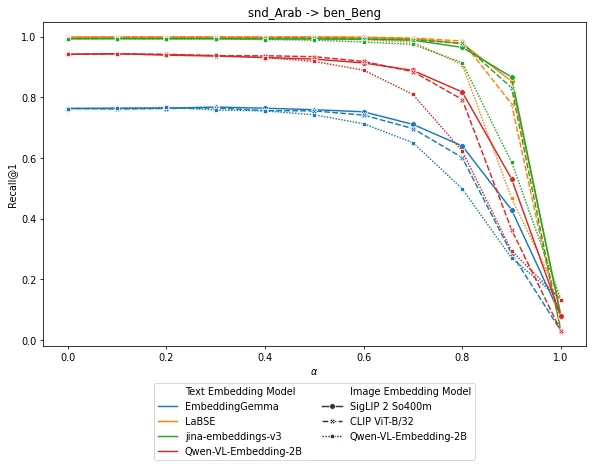 snd_Arab -> ben_Beng
1.0
0.8
0.6
0.4
0.2
0.0
Recall@1
0.0 0.2 0.4 0.6 0.8 1.0
α
Text Embedding Model Image Embedding Model
EmbeddingGemma SigLIP 2 So400m
LaBSE CLIP ViT-B/32
jina-embeddings-v3 Qwen-VL-Embedding-2B
Qwen-VL-Embedding-2B